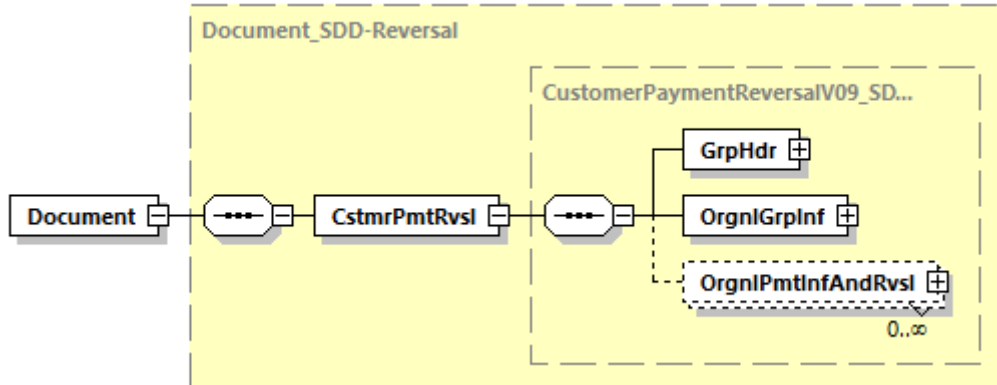 Document_SDD-Reversal
CustomerPaymentReversalV09_SD...
GrpHdr
Document
CstmrPmtRvsl
OrgnlGrpInf
OrgnlPmtInfAndRvsl
0..∞